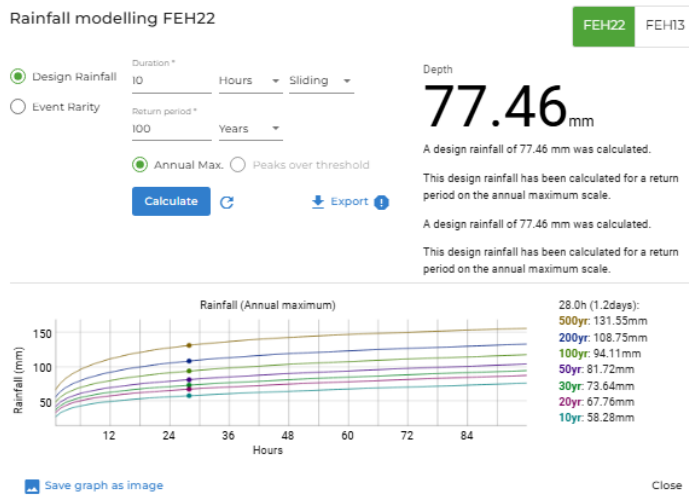 Rainfall modelling FEH22
FEH22 FEH13
Design Rainfall
Event Rarity
Duration *
10 Hours Sliding
Return period *
100 Years
Annual Max. Peaks over threshold
Calculate Export
Depth
77.46mm
A design rainfall of 77.46 mm was calculated.
This design rainfall has been calculated for a return
period on the annual maximum scale.
A design rainfall of 77.46 mm was calculated.
This design rainfall has been calculated for a return
period on the annual maximum scale.
Rainfall (Annual maximum)
Rainfall (mm)
150
100
50
12 24 36 48 60 72 84
Hours
28.0h (1.2days):
500yr: 131.55mm
200yr: 108.75mm
100yr: 94.11mm
50yr: 81.72mm
30yr: 73.64mm
20yr: 67.76mm
10yr: 58.28mm
Save graph as image
Close